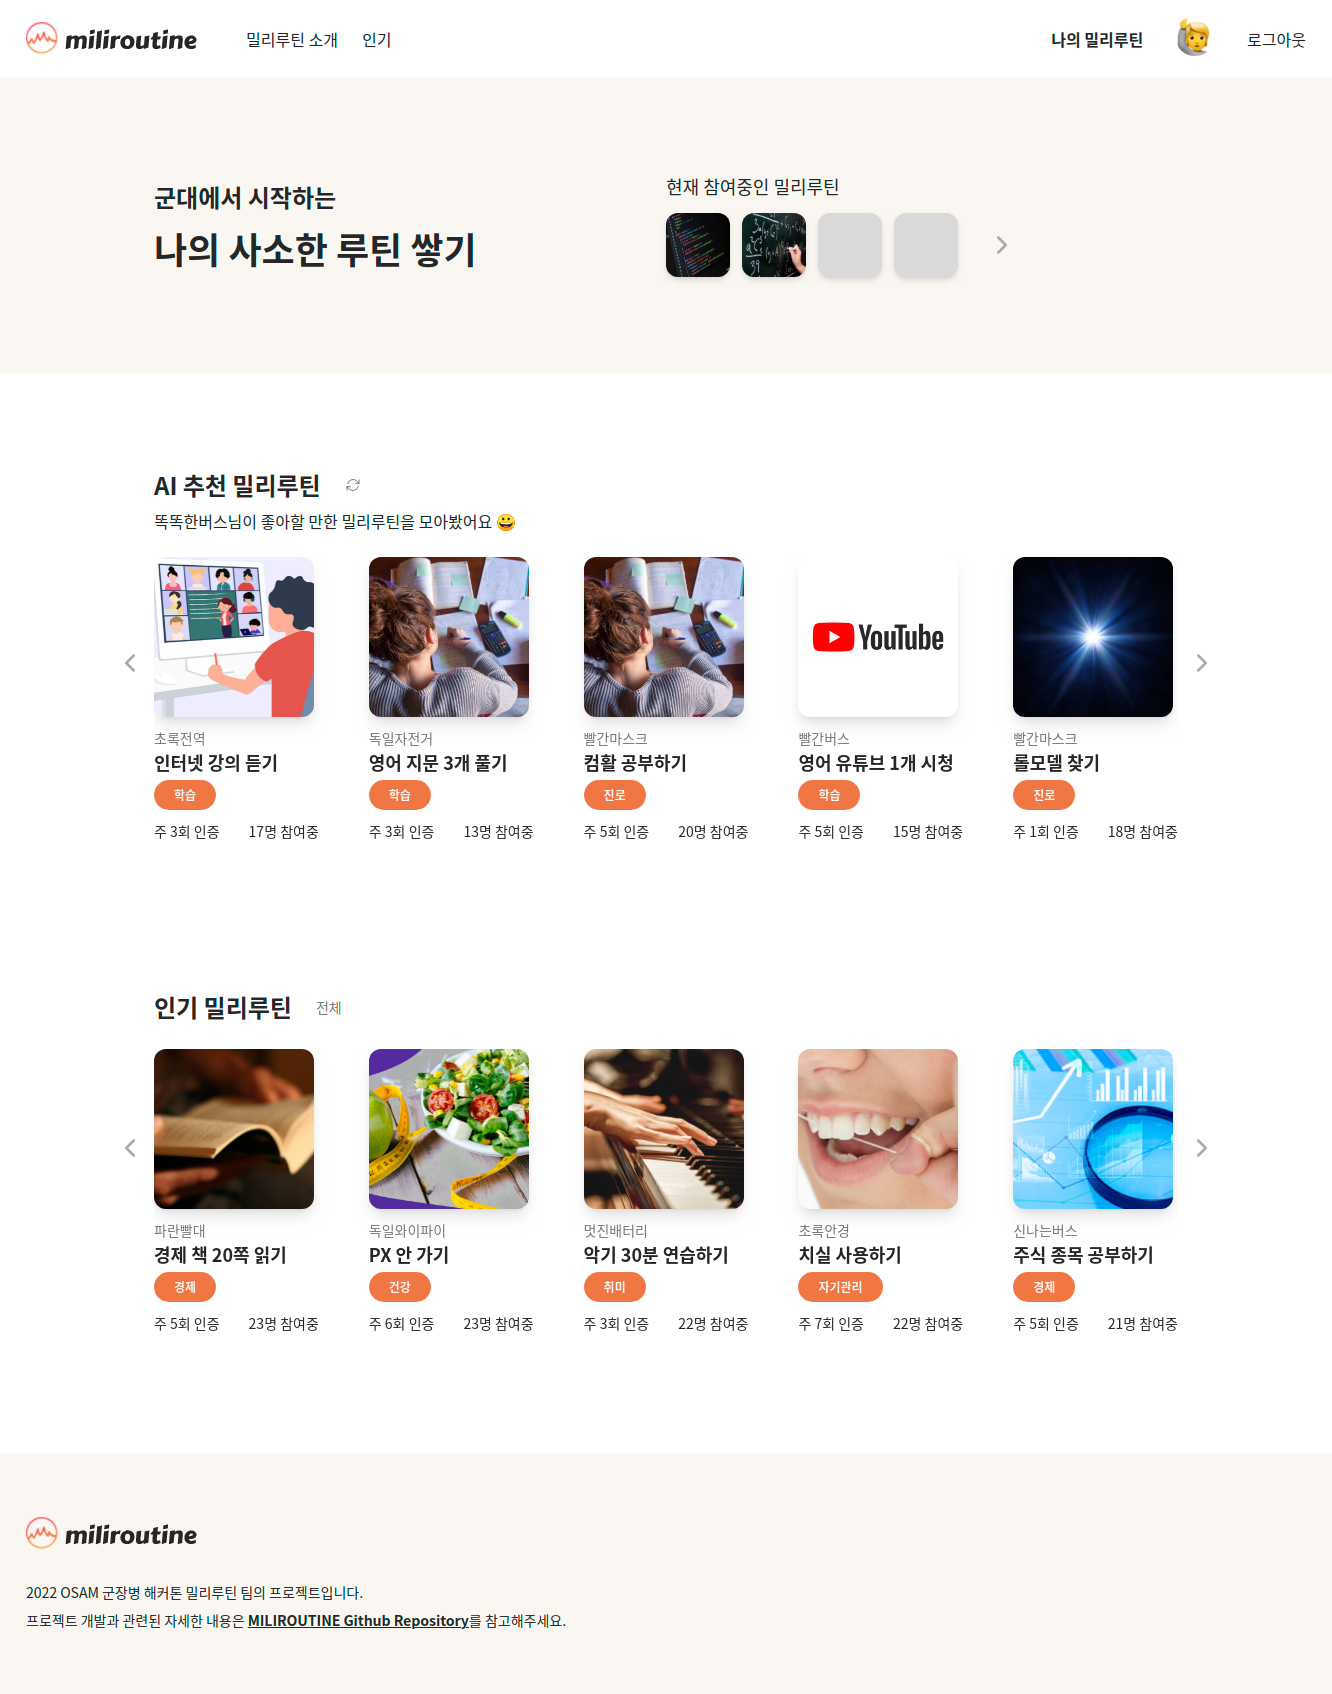 miliroutine
밀리루틴 소개
인기
나의 밀리루틴
로그아웃
군대에서 시작하는
나의 사소한 루틴 쌓기
현재 참여중인 밀리루틴
AI 추천 밀리루틴
똑똑한버스님이 좋아할 만한 밀리루틴을 모아봤어요 😀
YouTube
초록전역
인터넷 강의 듣기
학습
주 3회 인증
17명 참여중
독일자전거
영어 지문 3개 풀기
학습
주 3회 인증
13명 참여중
빨간마스크
컴활 공부하기
진로
주 5회 인증
20명 참여중
빨간버스
영어 유튜브 1개 시청
학습
주 5회 인증
15명 참여중
빨간마스크
롤모델 찾기
진로
주 1회 인증
18명 참여중
인기 밀리루틴
전체
파란빨대
경제 책 20쪽 읽기
경제
주 5회 인증
23명 참여중
독일와이파이
PX 안 가기
건강
주 6회 인증
23명 참여중
멋진배터리
악기 30분 연습하기
취미
주 3회 인증
22명 참여중
초록안경
치실 사용하기
자기관리
주 7회 인증
22명 참여중
신나는버스
주식 종목 공부하기
경제
주 5회 인증
21명 참여중
miliroutine
2022 OSAM 군장병 해커톤 밀리루틴 팀의 프로젝트입니다.
프로젝트 개발과 관련된 자세한 내용은 MILIROUTINE Github Repository를 참고해주세요.